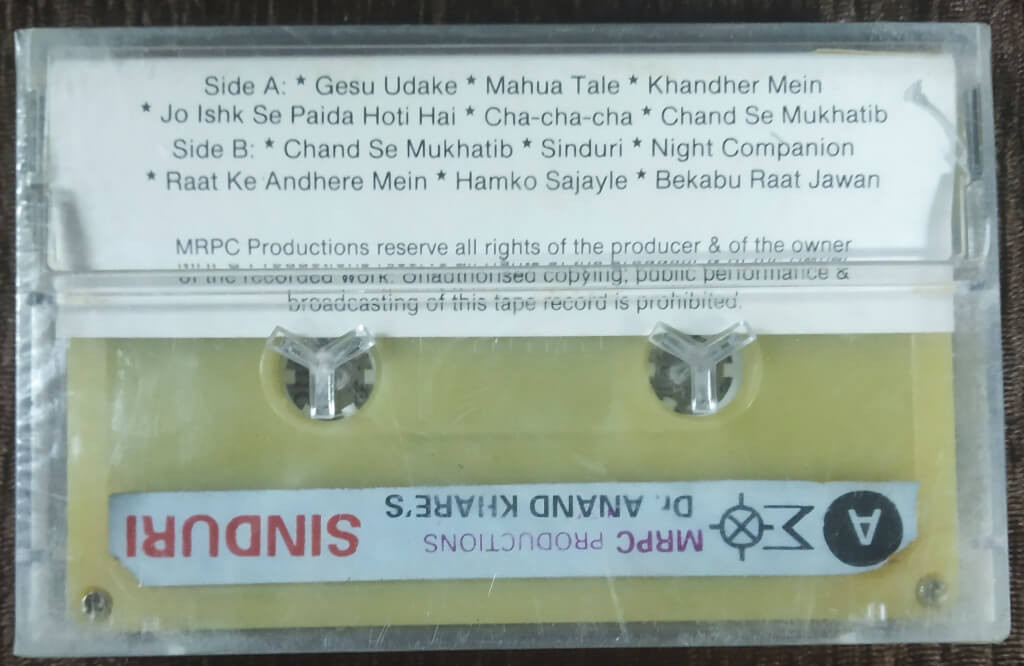 Side A: * Gesu Udake * Mahua Tale * Khandher Mein
* Jo Ishk Se Paida Hoti Hai * Cha-cha-cha * Chand Se Mukhatib
Side B: * Chand Se Mukhatib * Sinduri * Night Companion
* Raat Ke Andhere Mein * Hamko Sajayle * Bekabu Raat Jawan
MRPC Productions reserve all rights of the producer & of the owner
of the recorded work. Unauthorised copying, public performance &
broadcasting of this tape record is prohibited.
A
MRPC PRODUCTIONS
Dr. ANAND KHARE'S
SINDURI